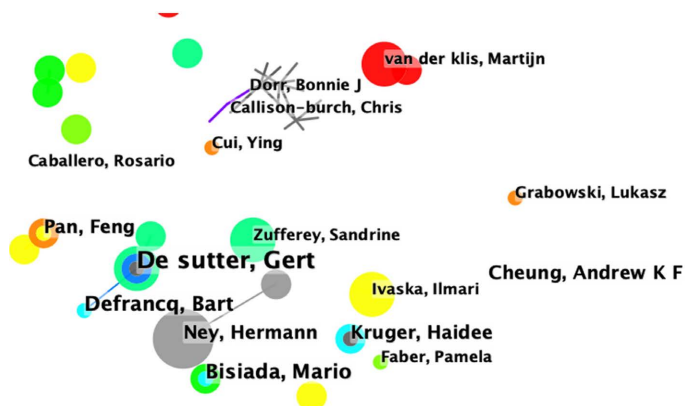 van der klis, Martijn
Dorr, Bonnie J
Callison-burch, Chris
Cui, Ying
Caballero, Rosario
Grabowski, Lukasz
Pan, Feng
Zufferey, Sandrine
De sutter, Gert
Cheung, Andrew K F
Ivaska, Ilmari
Defrancq, Bart
Ney, Hermann
Kruger, Haidee
Faber, Pamela
Bisiada, Mario